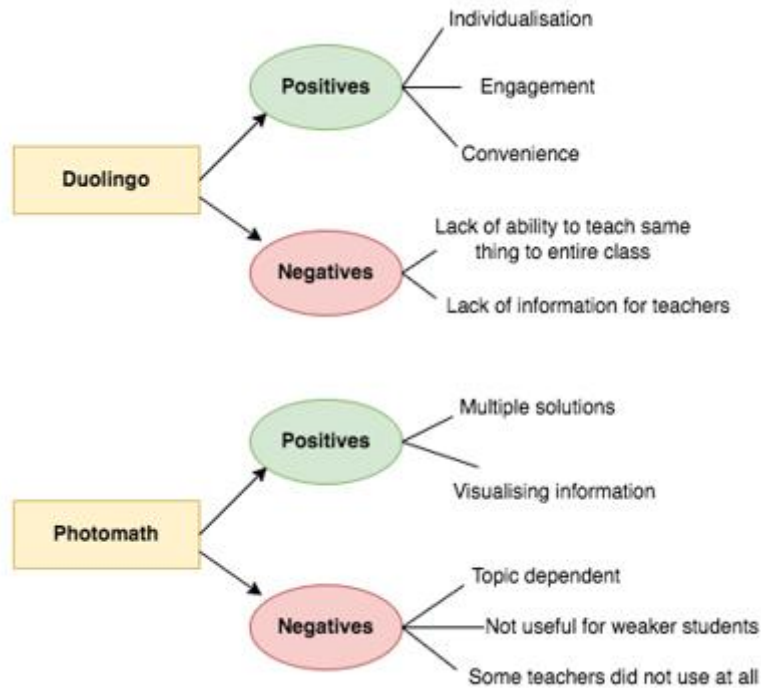 Individualisation
Positives
Engagement
Convenience
Duolingo
Lack of ability to teach same
thing to entire class
Negatives
Lack of information for teachers
Multiple solutions
Positives
Visualising information
Photomath
Topic dependent
Negatives
Not useful for weaker students
Some teachers did not use at all